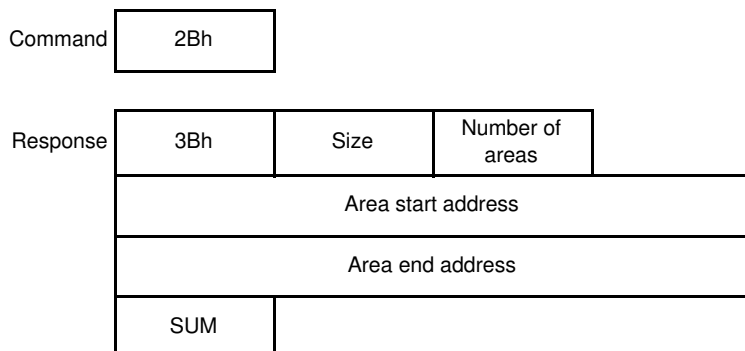 Command 2Bh
Response 3Bh Size Number of
areas
Area start address
Area end address
SUM